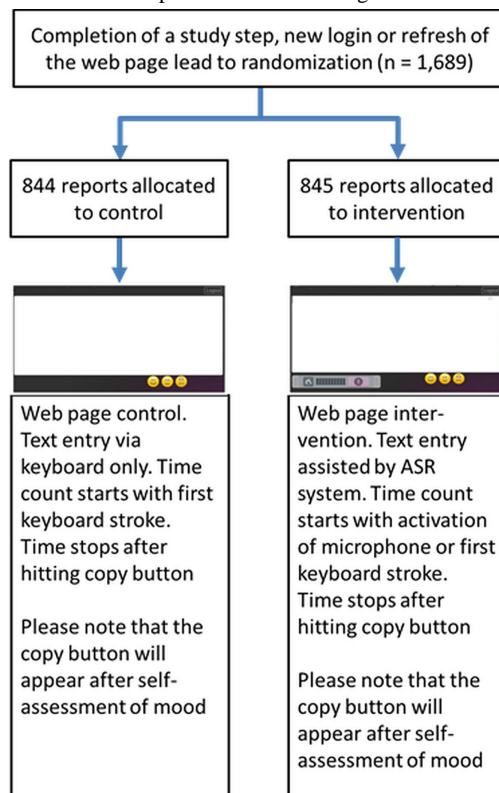 Completion of a study step, new login or refresh of
the web page lead to randomization (n = 1,689)
844 reports allocated
to control
845 reports allocated
to intervention
Web page control.
Text entry via
keyboard only. Time
count starts with first
keyboard stroke.
Time stops after
hitting copy button
Please note that the
copy button will
appear after self-
assessment of mood
Web page inter-
vention. Text entry
assisted by ASR
system. Time count
starts with activation
of microphone or first
keyboard stroke.
Time stops after
hitting copy button
Please note that the
copy button will
appear after self-
assessment of mood